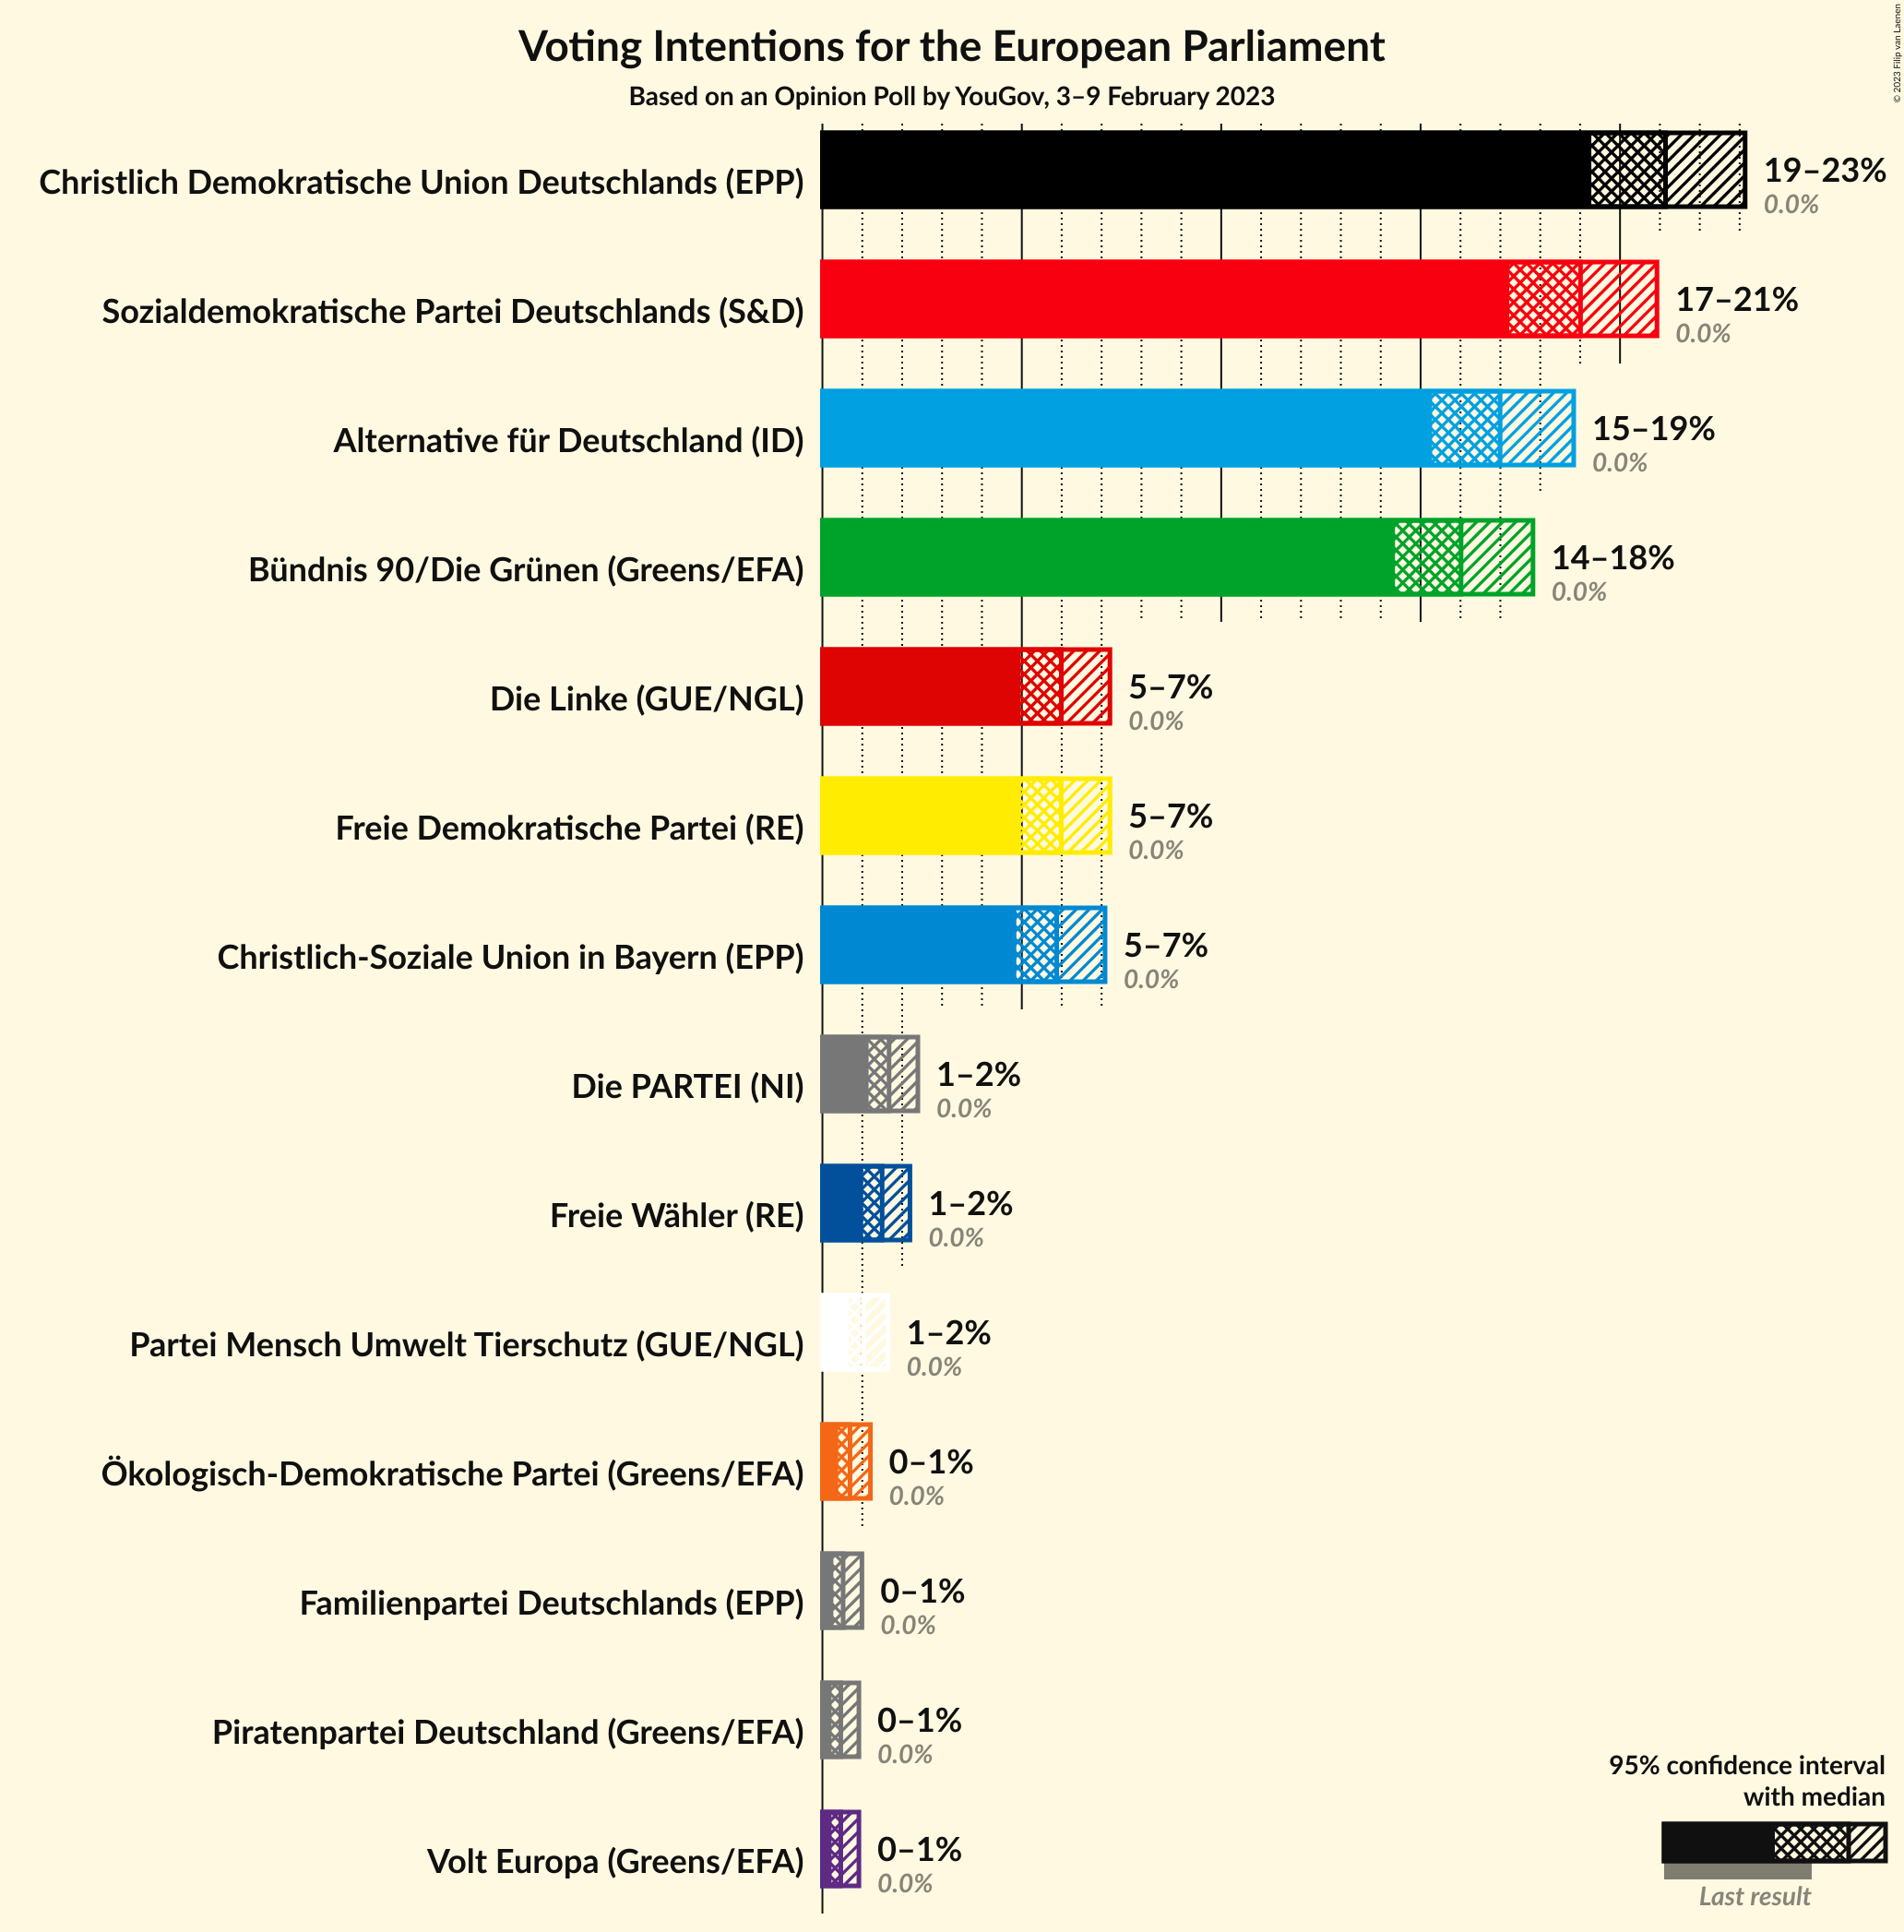 Voting Intentions for the European Parliament
Based on an Opinion Poll by YouGov, 3–9 February 2023
© 2023 Filip van Laenen
Christlich Demokratische Union Deutschlands (EPP)
19–23%
0.0%
Sozialdemokratische Partei Deutschlands (S&D)
17–21%
0.0%
Alternative für Deutschland (ID)
15–19%
0.0%
Bündnis 90/Die Grünen (Greens/EFA)
14–18%
0.0%
Die Linke (GUE/NGL)
5–7%
0.0%
Freie Demokratische Partei (RE)
5–7%
0.0%
Christlich-Soziale Union in Bayern (EPP)
5–7%
0.0%
Die PARTEI (NI)
1–2%
0.0%
Freie Wähler (RE)
1–2%
0.0%
Partei Mensch Umwelt Tierschutz (GUE/NGL)
1–2%
0.0%
Ökologisch-Demokratische Partei (Greens/EFA)
0–1%
0.0%
Familienpartei Deutschlands (EPP)
0–1%
0.0%
Piratenpartei Deutschland (Greens/EFA)
0–1%
0.0%
Volt Europa (Greens/EFA)
0–1%
0.0%
95% confidence interval
with median
Last result